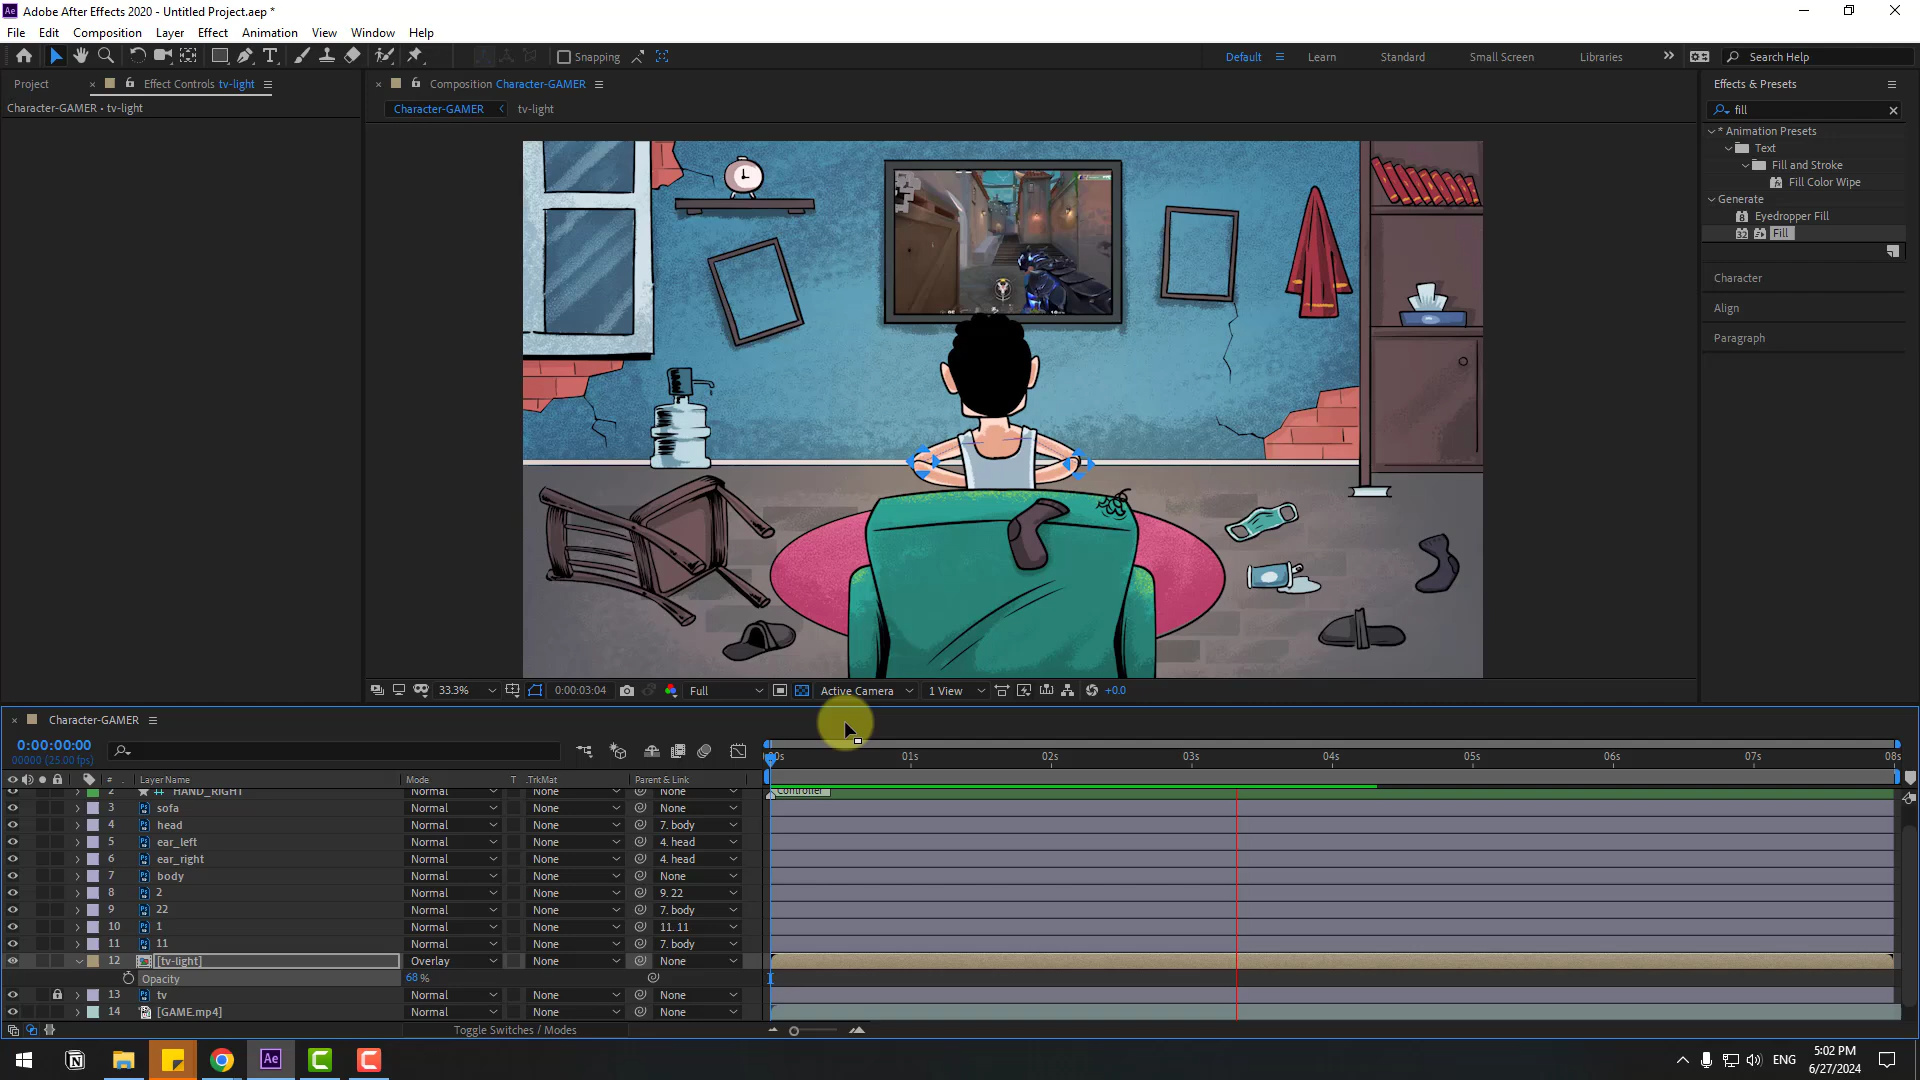 Adobe After Effects 2020 - Untitled Project.aep *
File Edit Composition Layer Effect Animation View Window Help
Snapping
Default
Learn
Standard
Small Screen
Libraries
Search Help
Project
Effect Controls tv-light
Character-GAMER • tv-light
Composition Character-GAMER
Character-GAMER
tv-light
Effects & Presets
fill
* Animation Presets
Text
Fill and Stroke
Fill Color Wipe
Generate
Eyedropper Fill
Fill
Character
Align
Paragraph
33.3%
0:00:03:04
Full
Active Camera
1 View
+0.0
Character-GAMER
0:00:00:00
00000 (25.00 fps)
01s 02s 03s 04s 05s 06s 07s 08s
# Layer Name Mode T .TrkMat Parent & Link
2 HAND_RIGHT Normal None None
Controller
3 sofa Normal None None
4 head Normal None 7. body
5 ear_left Normal None 4. head
6 ear_right Normal None 4. head
7 body Normal None None
8 2 Normal None 9. 22
9 22 Normal None 7. body
10 1 Normal None 11. 11
11 11 Normal None 7. body
12 [tv-light] Overlay None None
Opacity 68 %
13 tv Normal None None
14 [GAME.mp4] Normal None None
Toggle Switches / Modes
ENG
5:02 PM
6/27/2024